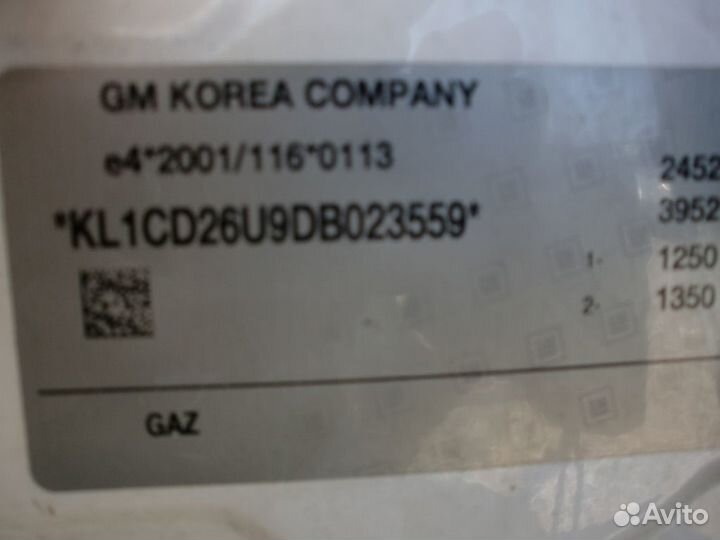 GM KOREA COMPANY
e4*2001/116*0113
*KL1CD26U9DB023559*
2452
3952
1- 1250
2- 1350
GAZ
Avito